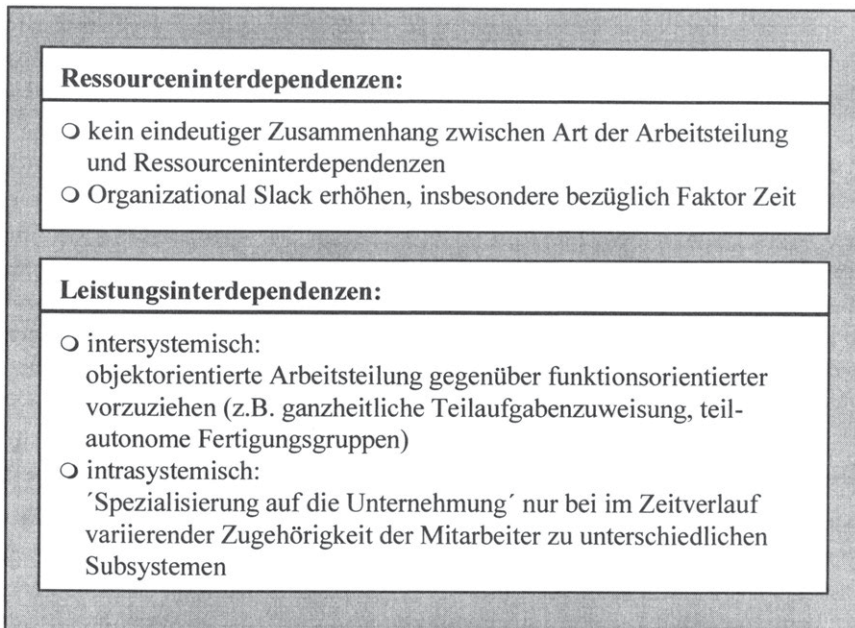 Ressourceninterdependenzen:
❍ kein eindeutiger Zusammenhang zwischen Art der Arbeitsteilung
und Ressourceninterdependenzen
❍ Organizational Slack erhöhen, insbesondere bezüglich Faktor Zeit
Leistungsinterdependenzen:
❍ intersystemisch:
objektorientierte Arbeitsteilung gegenüber funktionsorientierter
vorzuziehen (z.B. ganzheitliche Teilaufgabenzuweisung, teil-
autonome Fertigungsgruppen)
❍ intrasystemisch:
´Spezialisierung auf die Unternehmung´ nur bei im Zeitverlauf
variierender Zugehörigkeit der Mitarbeiter zu unterschiedlichen
Subsystemen